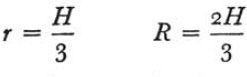 r = H/3    R = 2H/3